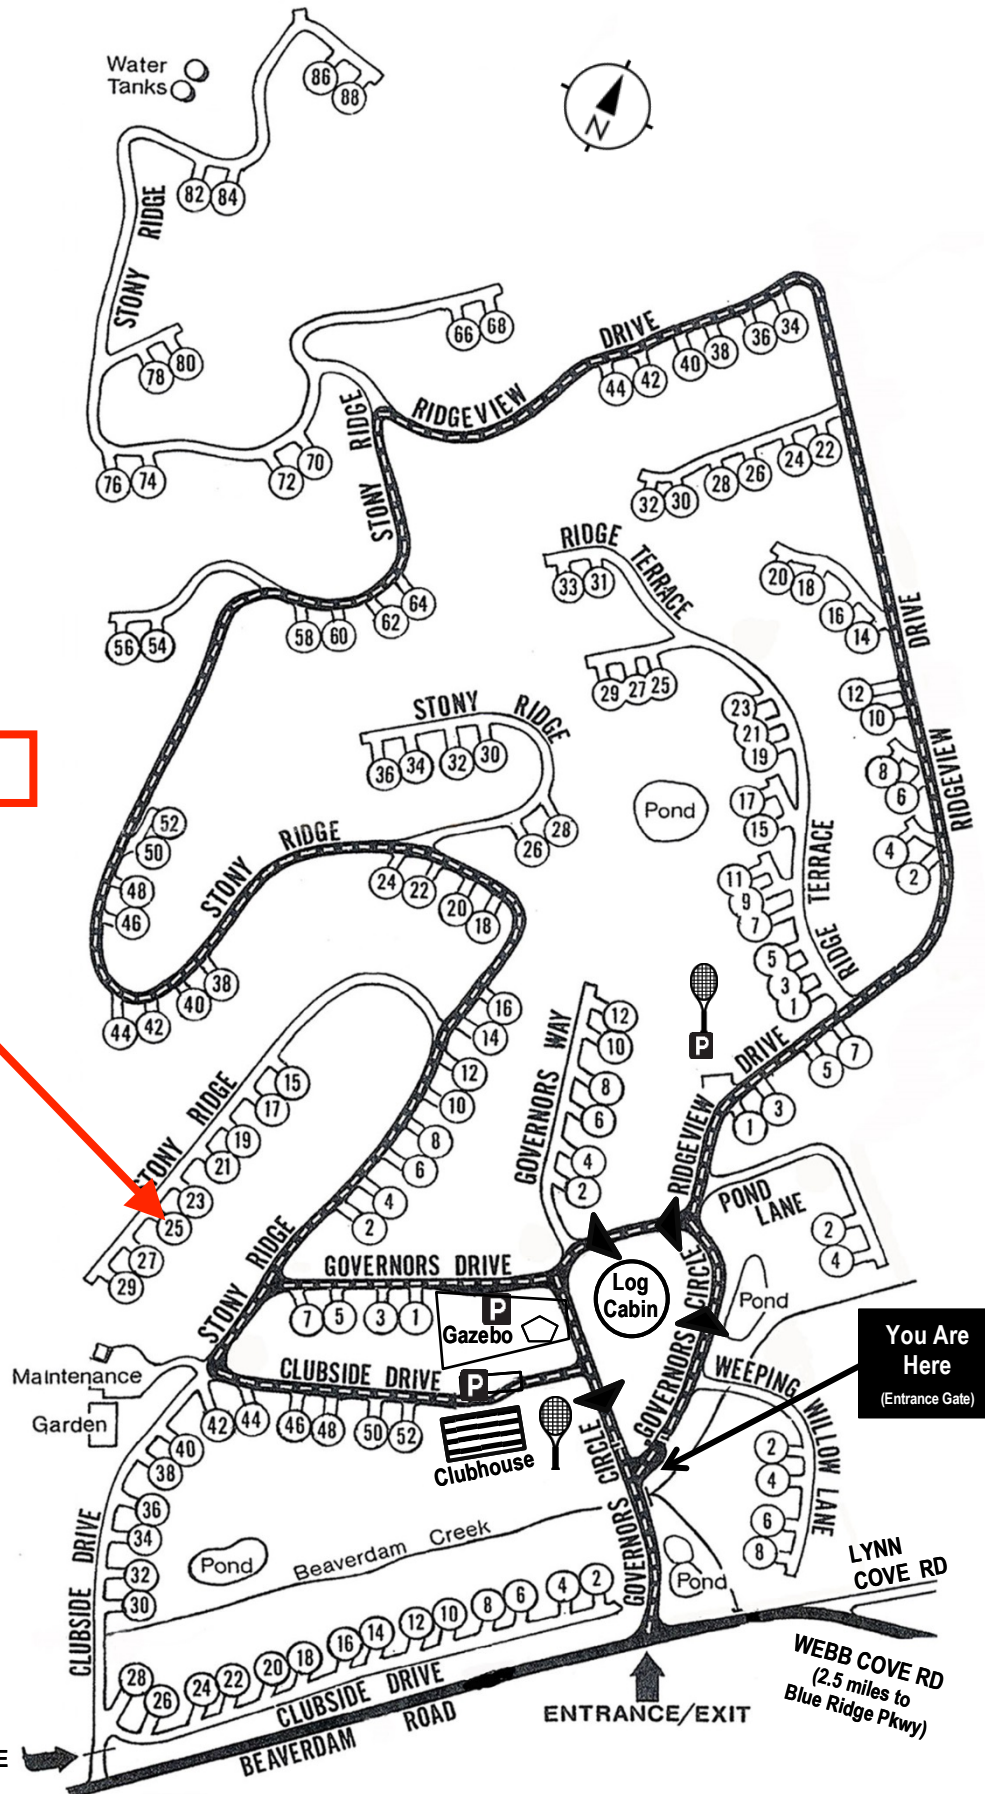 86
88
Water
Tanks
N
82
84
STONY RIDGE
66
68
80
78
DRIVE
34
36
38
40
42
44
RIDGEVIEW
STONY RIDGE
70
72
74
76
22
24
26
28
30
32
RIDGE TERRACE
33
31
20
18
16
14
DRIVE
64
62
60
58
54
56
29
27
25
12
10
23
21
19
STONY RIDGE
36
34
32
30
8
6
RIDGEVIEW
Pond
17
15
28
26
4
2
52
50
48
46
STONY RIDGE
24
22
20
18
11
9
7
RIDGE TERRACE
38
40
42
44
5
3
1
16
14
12
10
8
6
4
2
GOVERNORS WAY
12
10
8
6
4
2
P
DRIVE
7
5
3
1
RIDGEVIEW
15
17
19
21
23
25
27
29
STONY RIDGE
POND
LANE
2
4
STONY RIDGE
GOVERNORS DRIVE
7
5
3
1
P
Gazebo
Log
Cabin
GOVERNORS CIRCLE
Pond
You Are
Here
(Entrance Gate)
Maintenance
Garden
CLUBSIDE DRIVE
P
42
44
46
48
50
52
Clubhouse
WEEPING WILLOW LANE
2
4
6
8
40
38
36
34
32
30
CLUBSIDE DRIVE
GOVERNORS CIRCLE
Pond
Beaverdam Creek
Pond
LYNN
COVE RD
28
26
24
22
20
18
16
14
12
10
8
6
4
2
CLUBSIDE DRIVE
BEAVERDAM ROAD
ENTRANCE/EXIT
WEBB COVE RD
(2.5 miles to
Blue Ridge Pkwy)
E